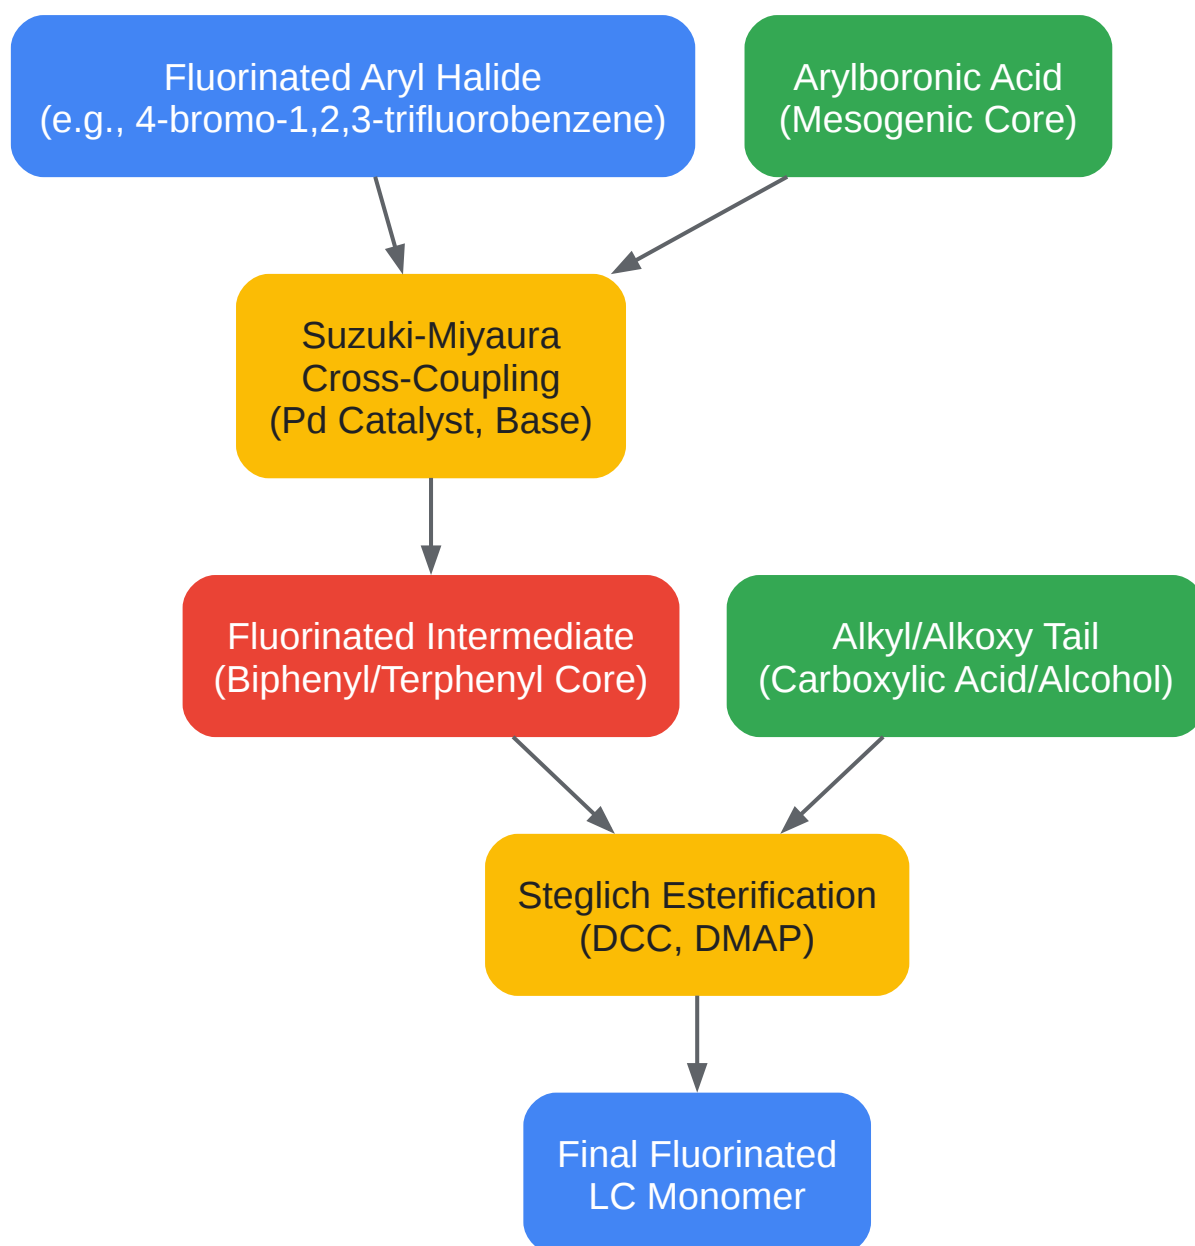 Fluorinated Aryl Halide
(e.g., 4-bromo-1,2,3-trifluorobenzene)
Arylboronic Acid
(Mesogenic Core)
Suzuki-Miyaura
Cross-Coupling
(Pd Catalyst, Base)
Fluorinated Intermediate
(Biphenyl/Terphenyl Core)
Alkyl/Alkoxy Tail
(Carboxylic Acid/Alcohol)
Steglich Esterification
(DCC, DMAP)
Final Fluorinated
LC Monomer